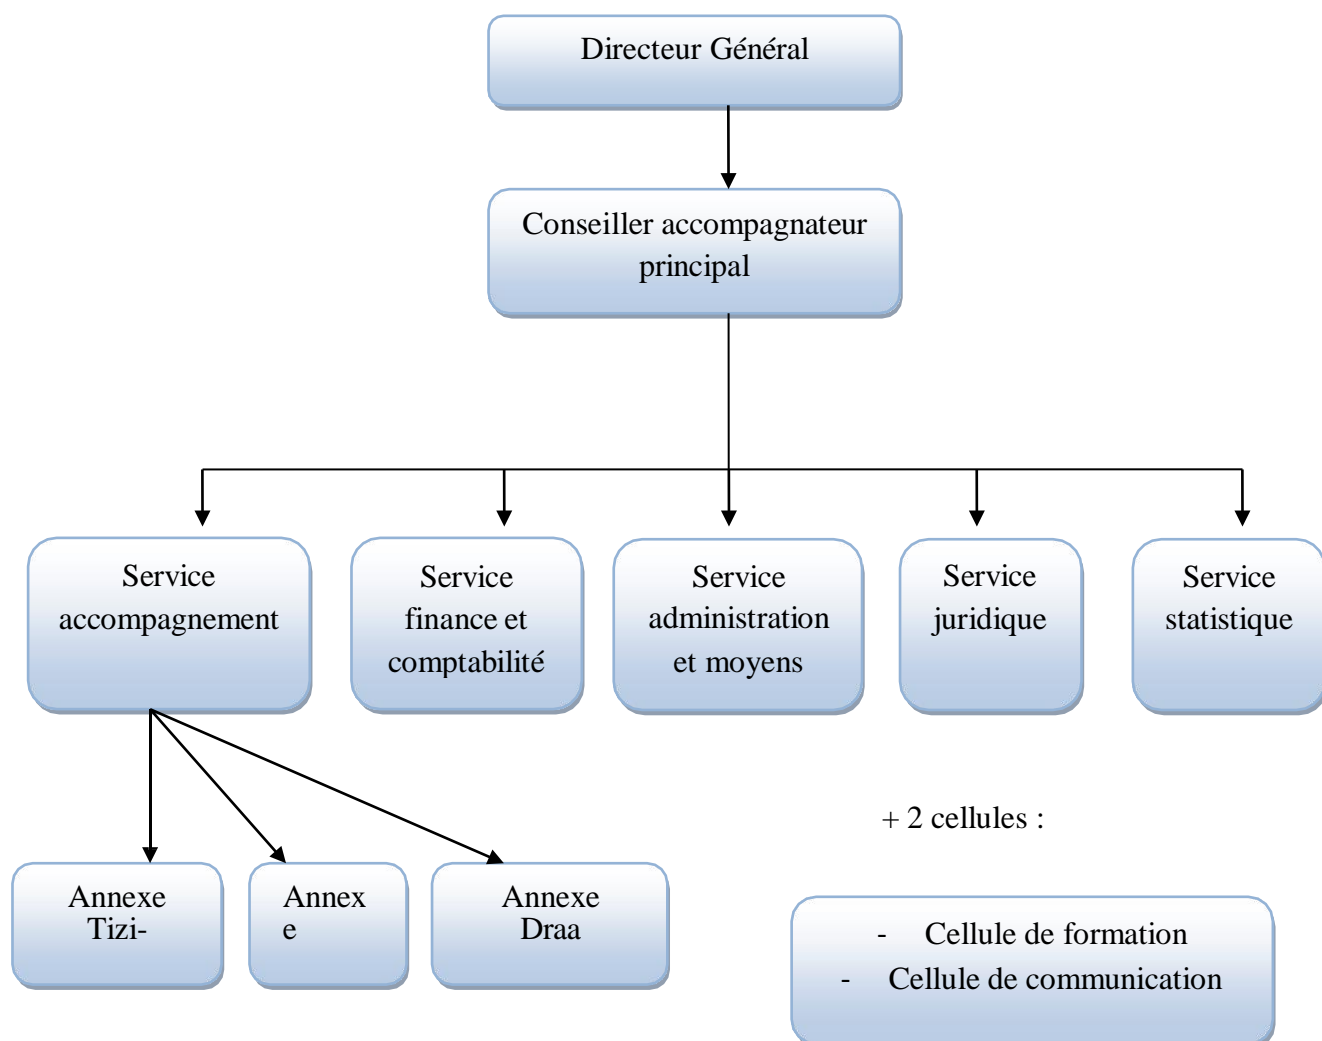 Directeur Général
Conseiller accompagnateur
principal
Service
accompagnement
Service
finance et
comptabilité
Service
administration
et moyens
Service
juridique
Service
statistique
+ 2 cellules :
Annexe
Tizi-
Annex
e
Annexe
Draa
- Cellule de formation
- Cellule de communication